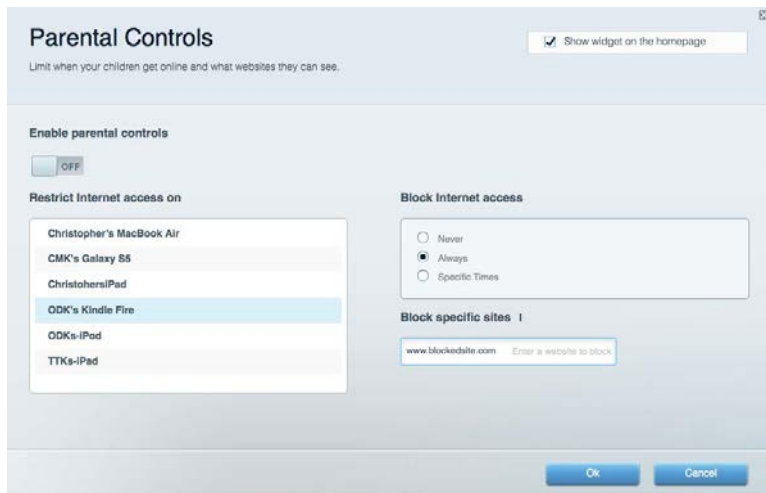 Parental Controls
Show widget on the homepage
Limit when your children get online and what websites they can see.
Enable parental controls
OFF
Restrict Internet access on
Christopher's MacBook Air
CMK's Galaxy S5
ChristohersiPad
ODK's Kindle Fire
ODKs-iPod
TTKs-iPad
Block Internet access
Never
Always
Specific Times
Block specific sites |
www.blockedsite.com Enter a website to block
Ok
Cancel